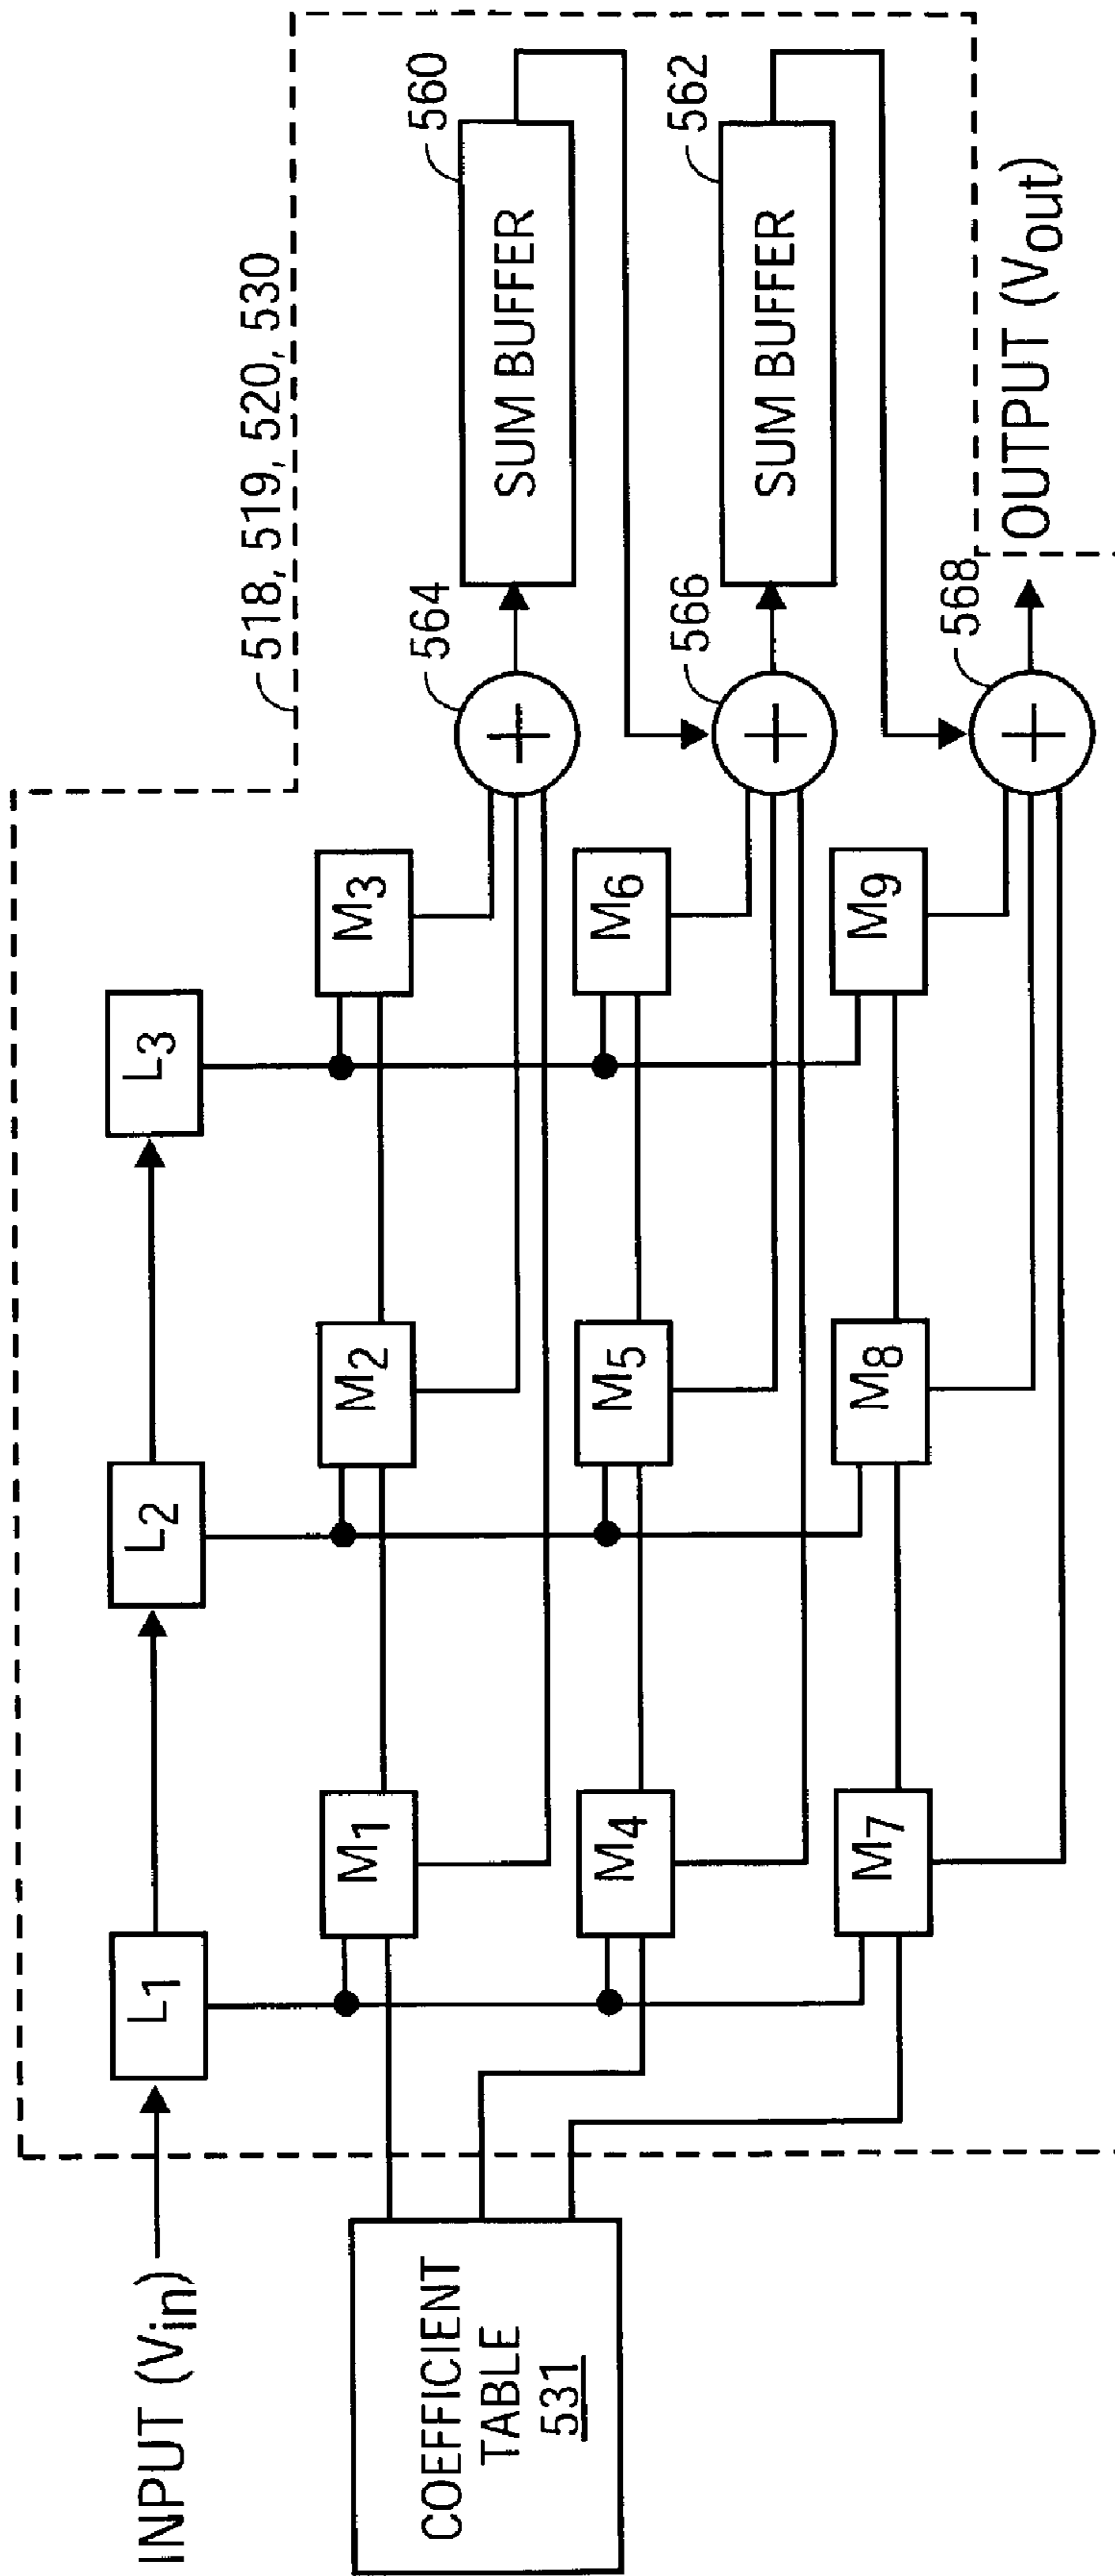 518, 519, 520, 530
INPUT (Vin)
L1
L2
L3
COEFFICIENT
TABLE
531
M1
M2
M3
564
SUM BUFFER
560
M4
M5
M6
566
SUM BUFFER
562
M7
M8
M9
568
OUTPUT (Vout)